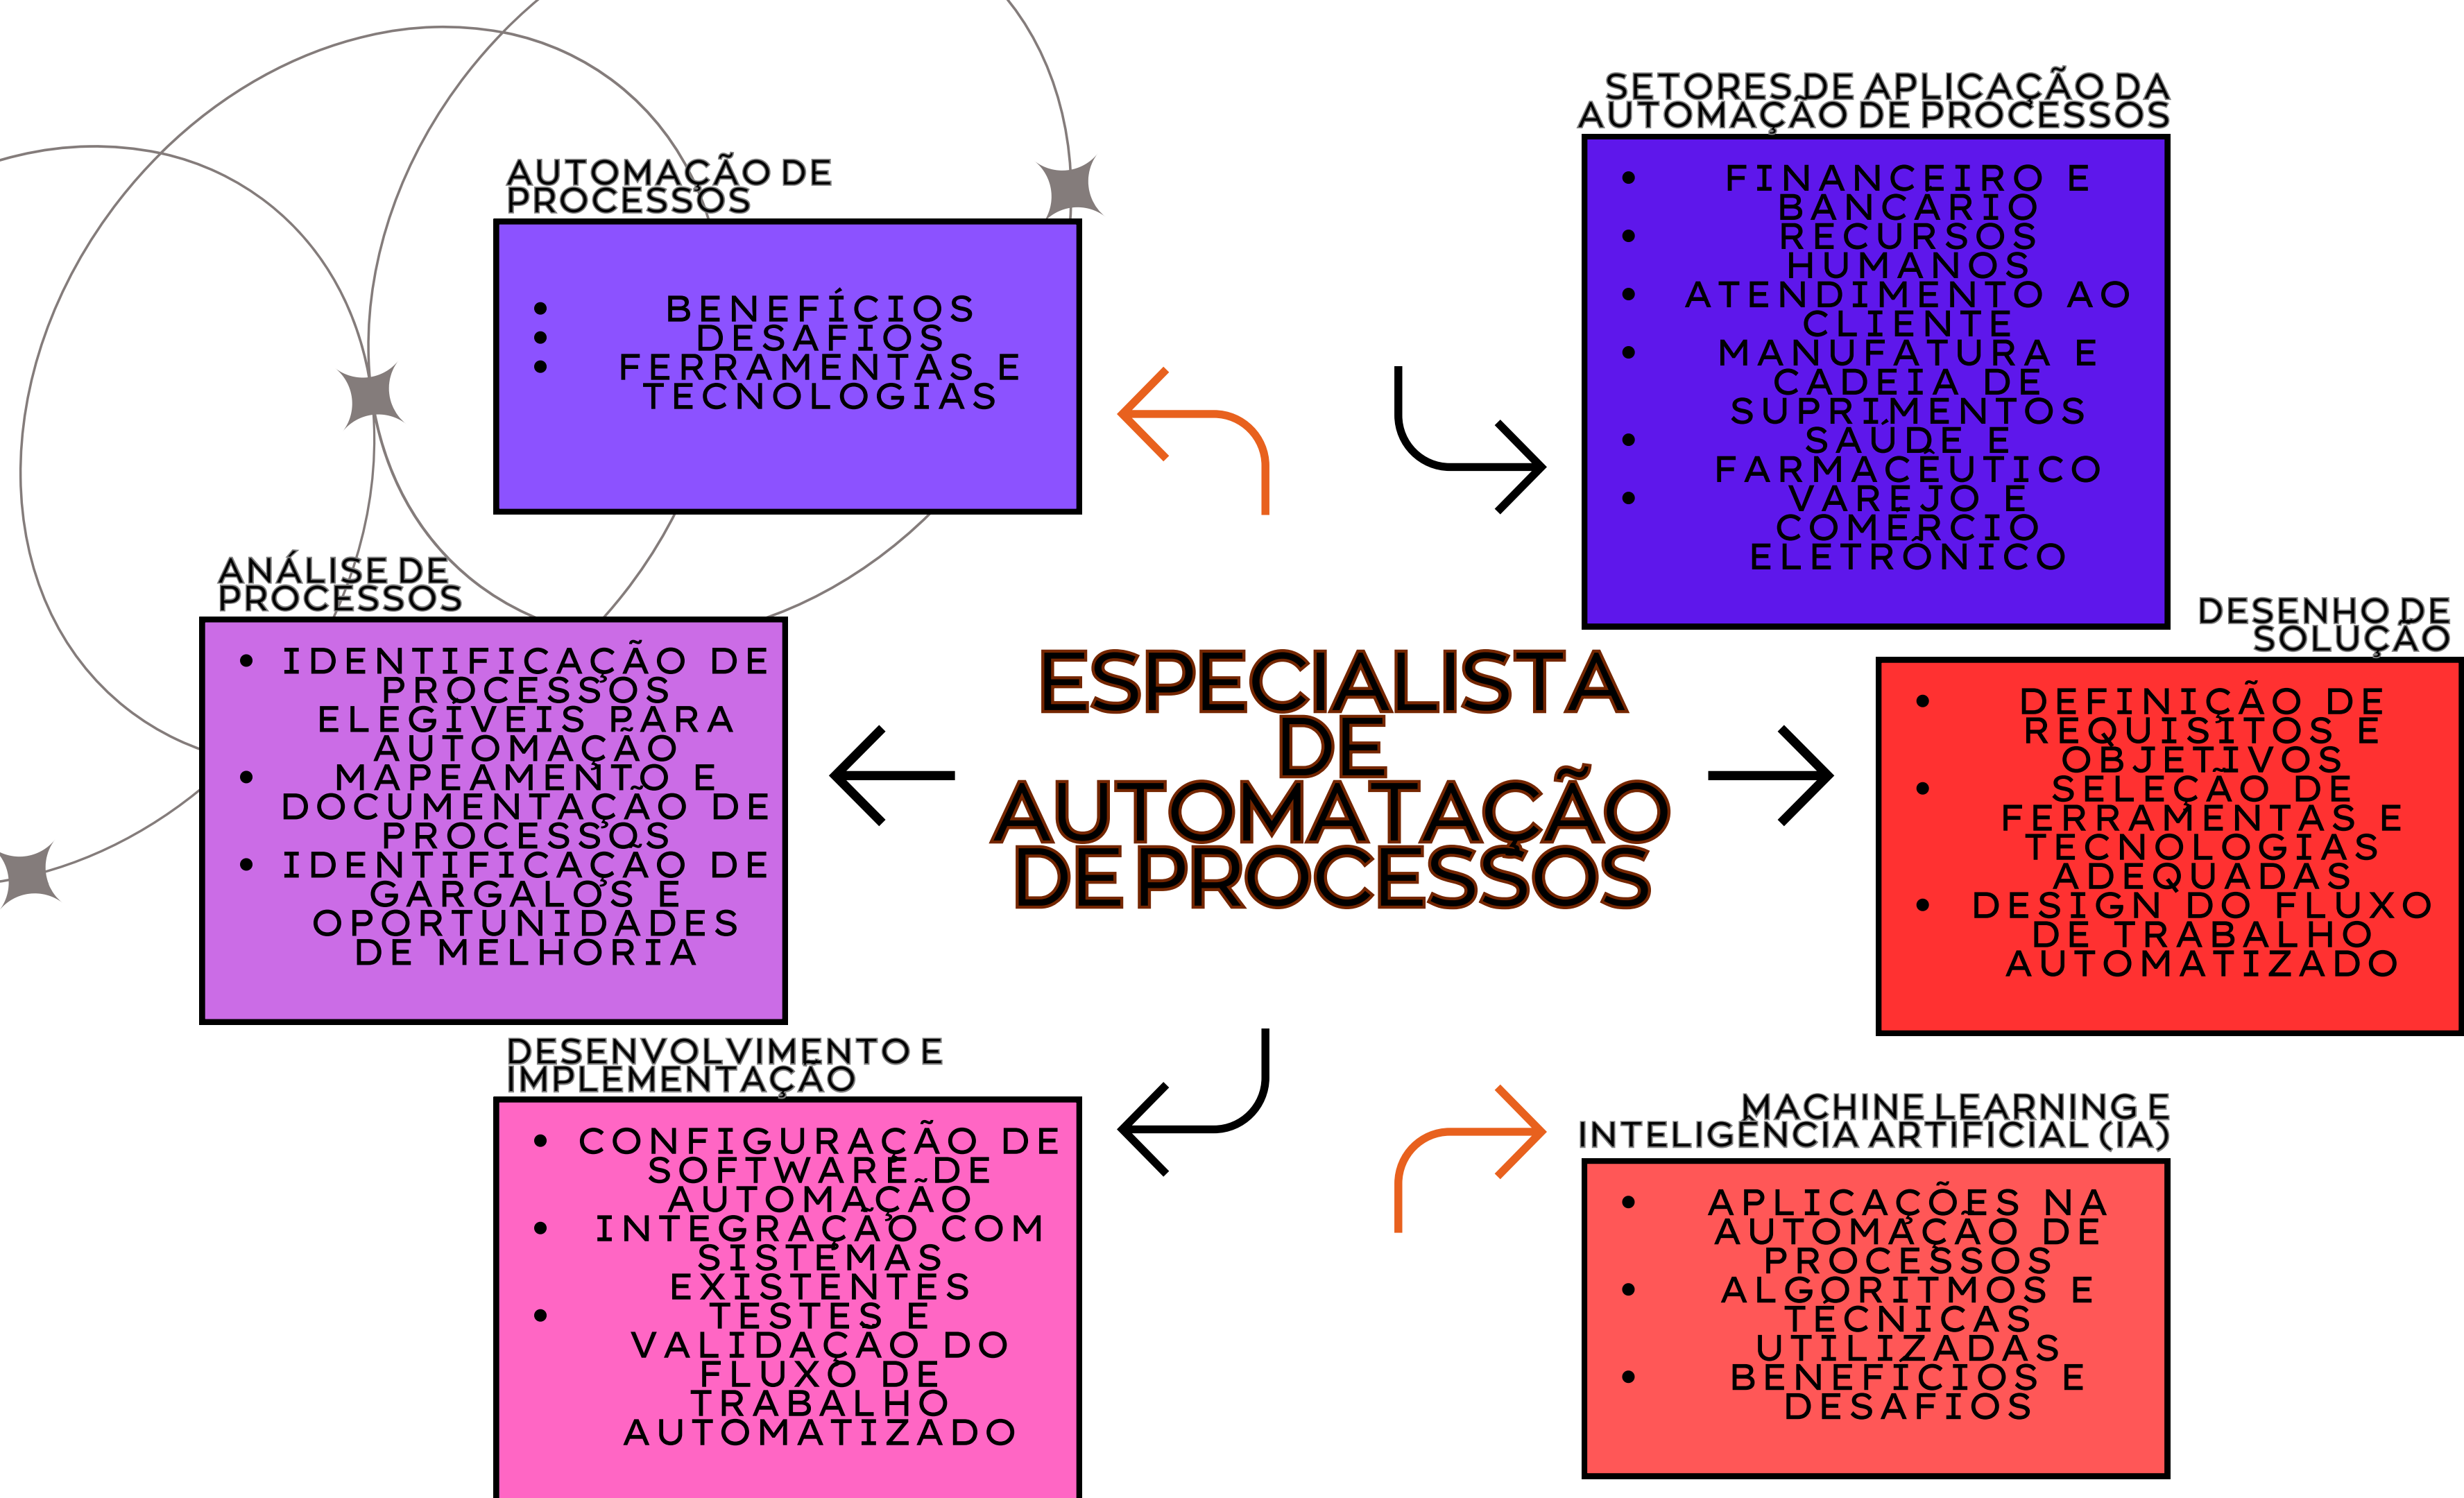 SETORES DE APLICAÇÃO DA
AUTOMAÇÃO DE PROCESSOS
• FINANCEIRO E
BANCÁRIO
• RECURSOS
HUMANOS
• ATENDIMENTO AO
CLIENTE
• MANUFATURA E
CADEIA DE
SUPRIMENTOS
• SAÚDE E
FARMACÊUTICO
• VAREJO E
COMÉRCIO
ELETRÔNICO
AUTOMAÇÃO DE
PROCESSOS
• BENEFÍCIOS
• DESAFIOS
• FERRAMENTAS E
TECNOLOGIAS
ANÁLISE DE
PROCESSOS
• IDENTIFICAÇÃO DE
PROCESSOS
ELEGÍVEIS PARA
AUTOMAÇÃO
• MAPEAMENTO E
DOCUMENTAÇÃO DE
PROCESSOS
• IDENTIFICAÇÃO DE
GARGALOS E
OPORTUNIDADES
DE MELHORIA
ESPECIALISTA
DE
AUTOMATAÇÃO
DE PROCESSOS
DESENHO DE
SOLUÇÃO
• DEFINIÇÃO DE
REQUISITOS E
OBJETIVOS
• SELEÇÃO DE
FERRAMENTAS E
TECNOLOGIAS
ADEQUADAS
• DESIGN DO FLUXO
DE TRABALHO
AUTOMATIZADO
DESENVOLVIMENTO E
IMPLEMENTAÇÃO
• CONFIGURAÇÃO DE
SOFTWARE DE
AUTOMAÇÃO
• INTEGRAÇÃO COM
SISTEMAS
EXISTENTES
• TESTES E
VALIDAÇÃO DO
FLUXO DE
TRABALHO
AUTOMATIZADO
MACHINE LEARNING E
INTELIGÊNCIA ARTIFICIAL (IA)
• APLICAÇÕES NA
AUTOMAÇÃO DE
PROCESSOS
• ALGORITMOS E
TÉCNICAS
UTILIZADAS
• BENEFÍCIOS E
DESAFIOS